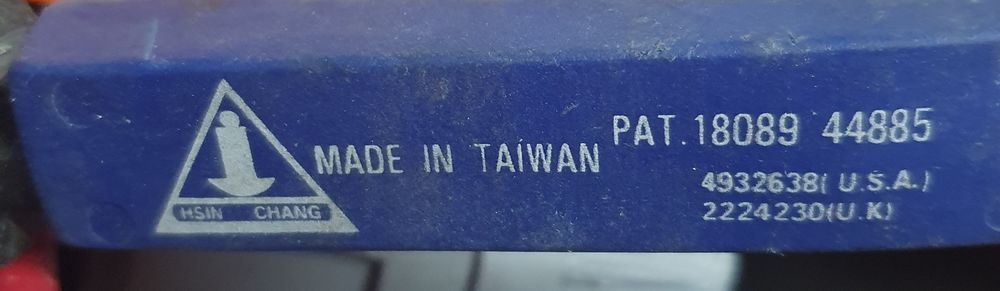 HSIN CHANG
MADE IN TAIWAN
PAT.18089 44885
4932638( U.S.A.)
2224230(U.K)